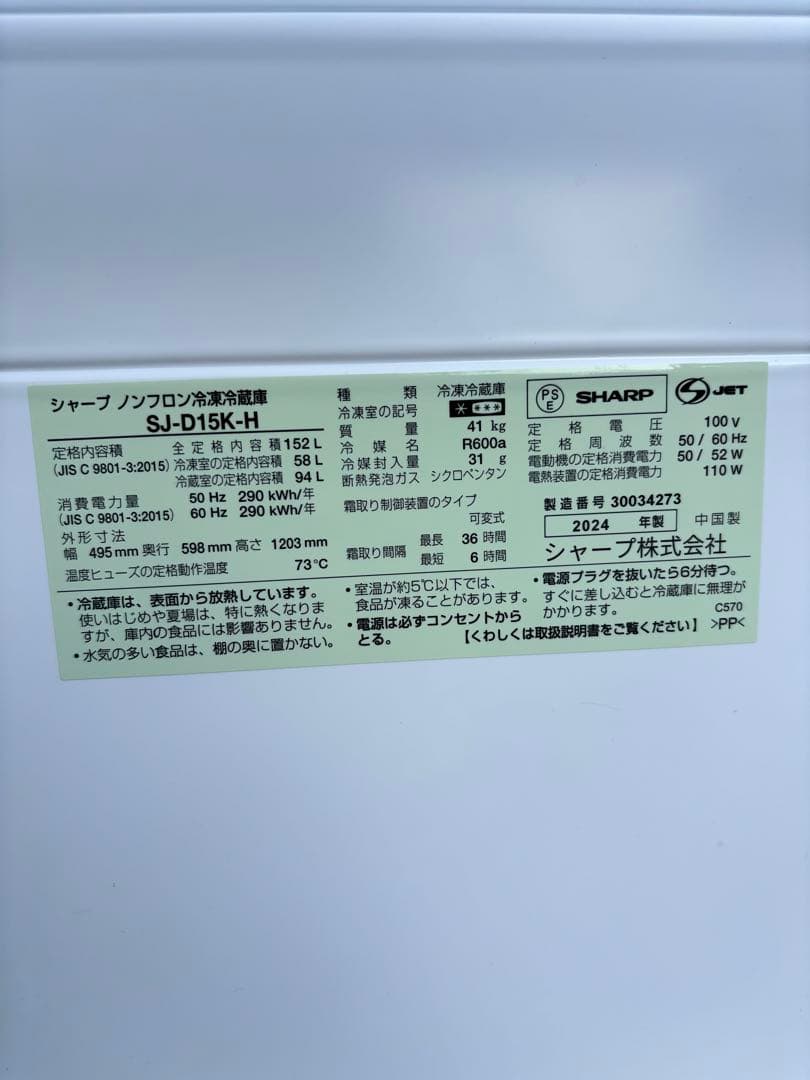 シャープ ノンフロン冷凍冷蔵庫
SJ-D15K-H
定格内容積 全定格内容積 152 L
(JIS C 9801-3:2015) 冷凍室の定格内容積 58 L
冷蔵室の定格内容積 94 L
消費電力量 50 Hz 290 kWh/年
(JIS C 9801-3:2015) 60 Hz 290 kWh/年
外形寸法
幅 495 mm 奥行 598 mm 高さ 1203 mm
温度ヒューズの定格動作温度 73 ℃
種類 冷凍冷蔵庫
冷凍室の記号 * ***
質量 41 kg
冷媒名 R600a
冷媒封入量 31 g
断熱発泡ガス シクロペンタン
霜取り制御装置のタイプ
可変式
霜取り間隔 最長 36 時間
最短 6 時間
PS E SHARP JET
定格電圧 100 V
定格周波数 50 / 60 Hz
電動機の定格消費電力 50 / 52 W
電熱装置の定格消費電力 110 W
製造番号 30034273
2024 年製 中国製
シャープ株式会社
・冷蔵庫は、表面から放熱しています。
使いはじめや夏場は、特に熱くなりま
すが、庫内の食品には影響ありません。
・水気の多い食品は、棚の奥に置かない。
・室温が約5℃以下では、
食品が凍ることがあります。
・電源は必ずコンセントから
とる。
・電源プラグを抜いたら6分待つ。
すぐに差し込むと冷蔵庫に無理が
かかります。 C570
【くわしくは取扱説明書をご覧ください】 >PP<